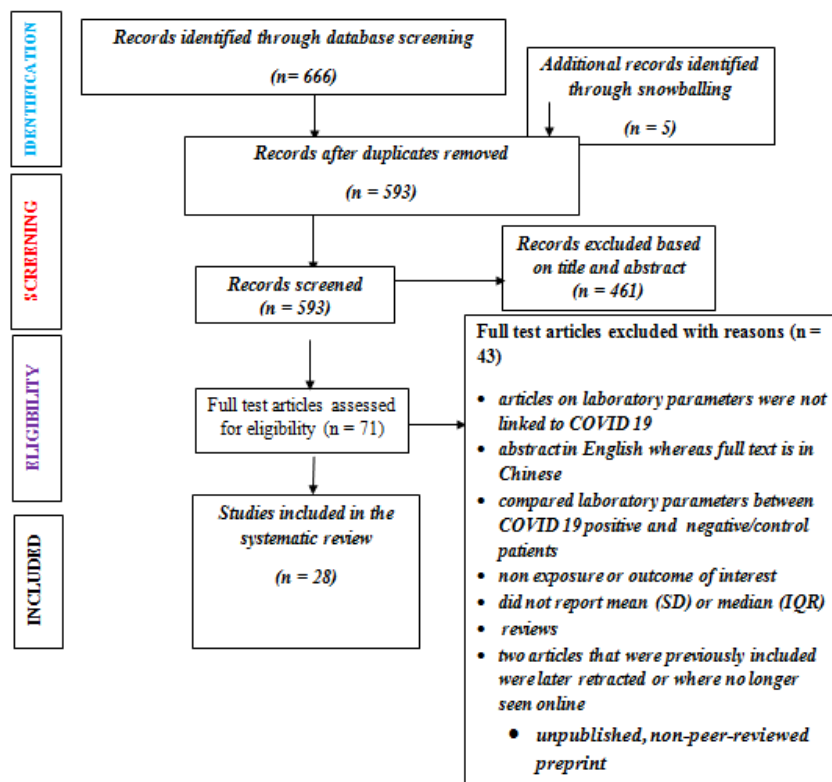 IDENTIFICATION
Records identified through database screening
(n= 666)
Additional records identified
through snowballing
(n = 5)
Records after duplicates removed
(n = 593)
SCREENING
Records screened
(n = 593)
Records excluded based
on title and abstract
(n = 461)
ELIGIBILITY
Full test articles assessed
for eligibility (n = 71)
Full test articles excluded with reasons (n =
43)
• articles on laboratory parameters were not
linked to COVID 19
• abstract in English whereas full text is in
Chinese
• compared laboratory parameters between
COVID 19 positive and negative/control
patients
• non exposure or outcome of interest
• did not report mean (SD) or median (IQR)
• reviews
• two articles that were previously included
were later retracted or where no longer
seen online
• unpublished, non-peer-reviewed
preprint
INCLUDED
Studies included in the
systematic review
(n = 28)